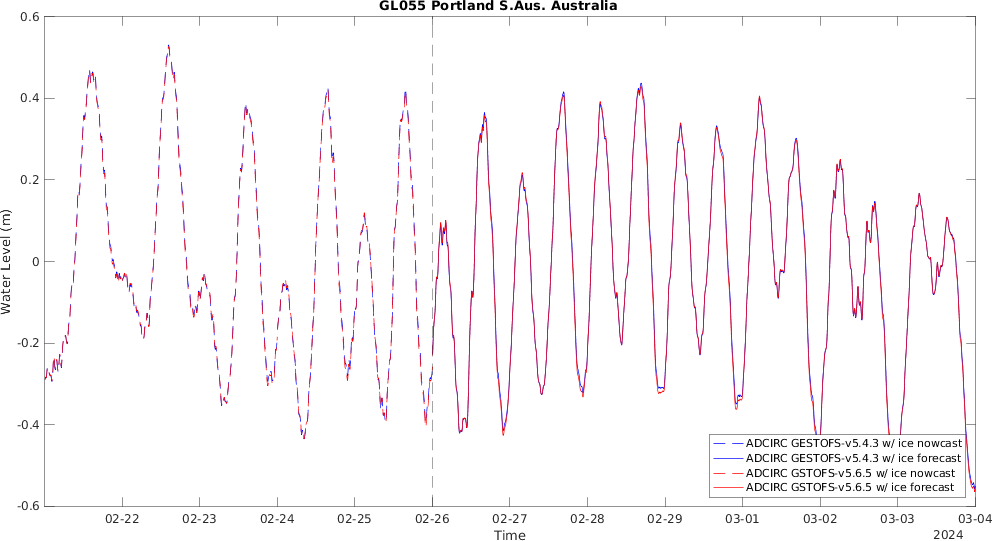 GL055 Portland S.Aus. Australia
0.6
0.4
0.2
0
-0.2
-0.4
-0.6
Water Level (m)
ADCIRC GESTOFS-v5.4.3 w/ ice nowcast
ADCIRC GESTOFS-v5.4.3 w/ ice forecast
ADCIRC GSTOFS-v5.6.5 w/ ice nowcast
ADCIRC GSTOFS-v5.6.5 w/ ice forecast
02-22 02-23 02-24 02-25 02-26 02-27 02-28 02-29 03-01 03-02 03-03 03-04
Time
2024